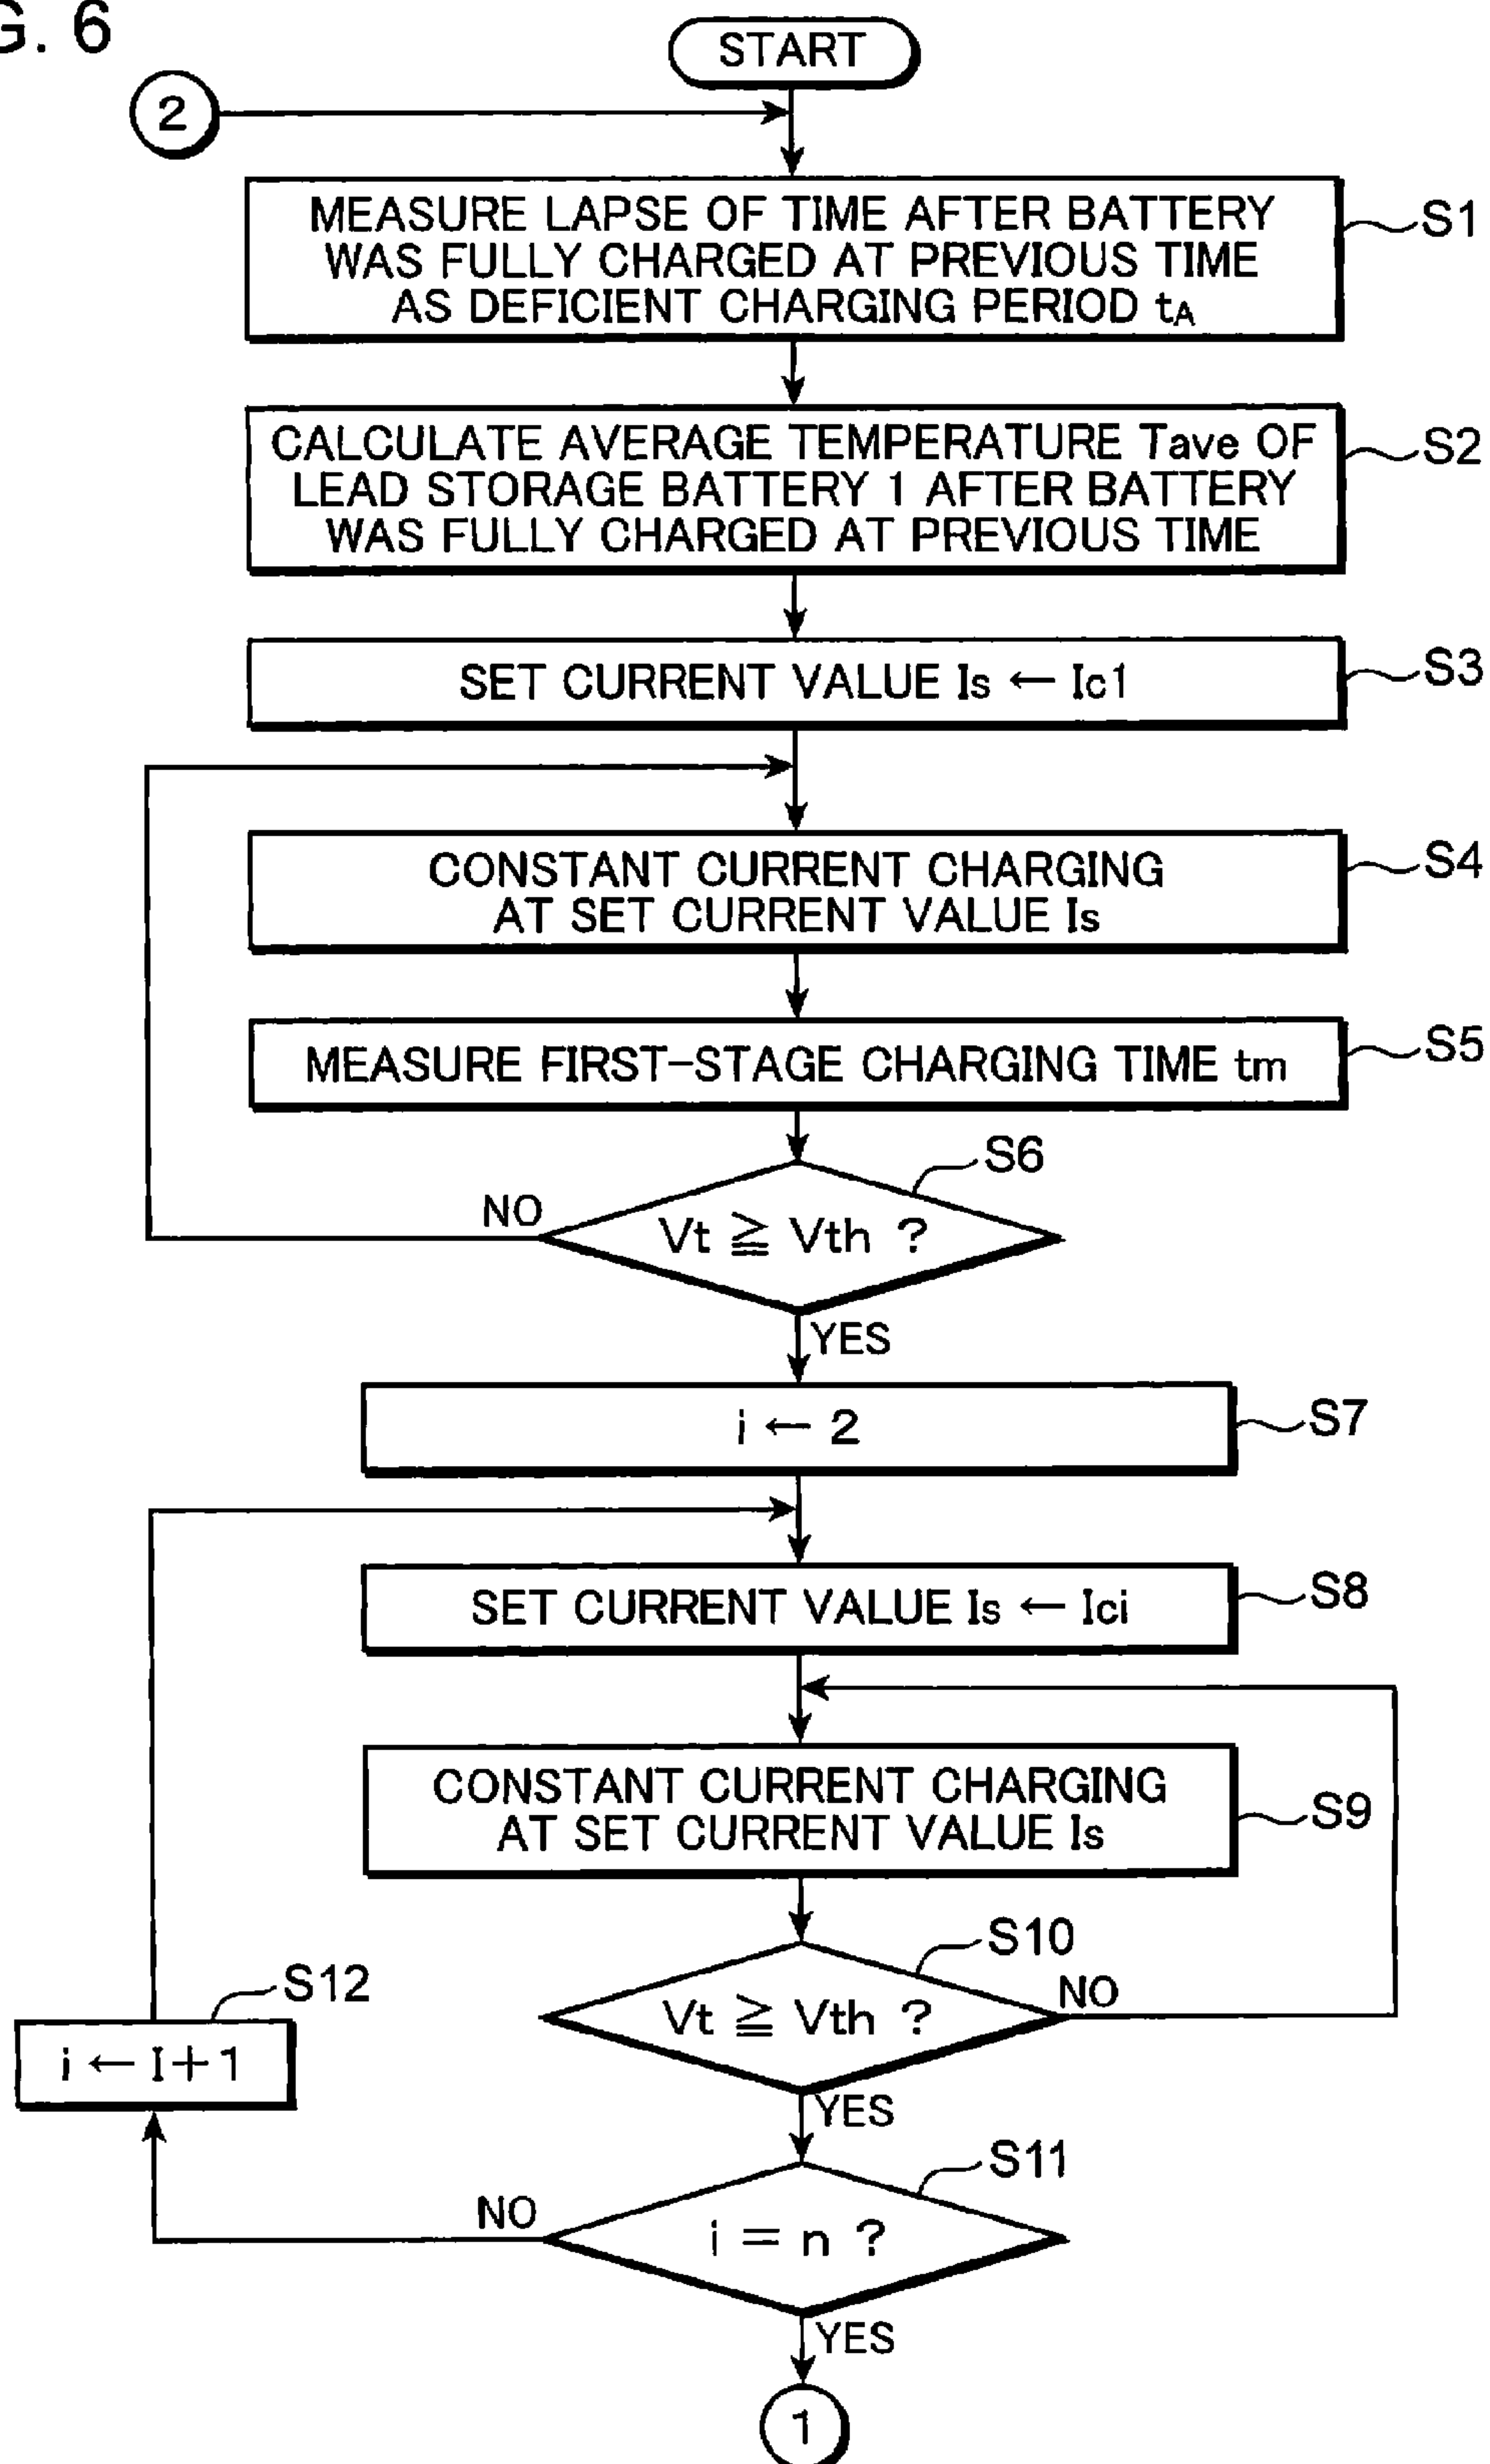 G. 6
START
2
MEASURE LAPSE OF TIME AFTER BATTERY
WAS FULLY CHARGED AT PREVIOUS TIME
AS DEFICIENT CHARGING PERIOD tA
S1
CALCULATE AVERAGE TEMPERATURE Tave OF
LEAD STORAGE BATTERY 1 AFTER BATTERY
WAS FULLY CHARGED AT PREVIOUS TIME
S2
SET CURRENT VALUE Is ← Ic1
S3
CONSTANT CURRENT CHARGING
AT SET CURRENT VALUE Is
S4
MEASURE FIRST-STAGE CHARGING TIME tm
S5
S6
NO
Vt ≧ Vth ?
YES
i ← 2
S7
SET CURRENT VALUE Is ← Ici
S8
CONSTANT CURRENT CHARGING
AT SET CURRENT VALUE Is
S9
S10
Vt ≧ Vth ?
NO
S12
i ← I+1
YES
S11
NO
i = n ?
YES
1